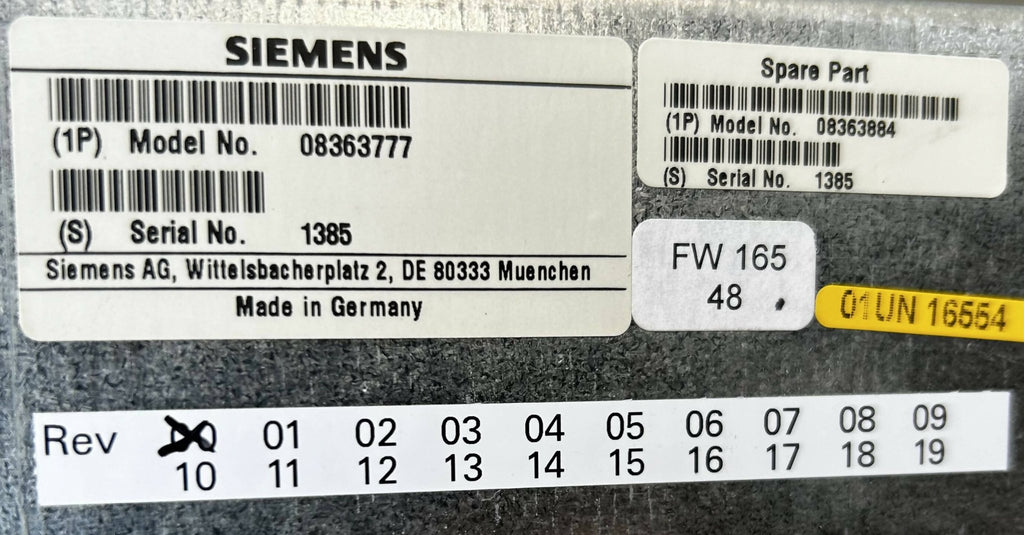 SIEMENS
(1P) Model No. 08363777
(S) Serial No. 1385
Siemens AG, Wittelsbacherplatz 2, DE 80333 Muenchen
Made in Germany
Spare Part
(1P) Model No. 08363884
(S) Serial No. 1385
FW 165
48
01UN 16554
Rev 00 01 02 03 04 05 06 07 08 09
10 11 12 13 14 15 16 17 18 19